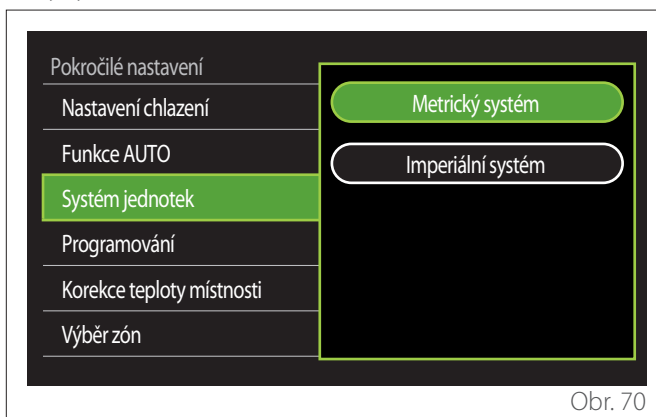 Pokročilé nastavení
Nastavení chlazení
Funkce AUTO
Systém jednotek
Programování
Korekce teploty místnosti
Výběr zón
Metrický systém
Imperiální systém
Obr. 70